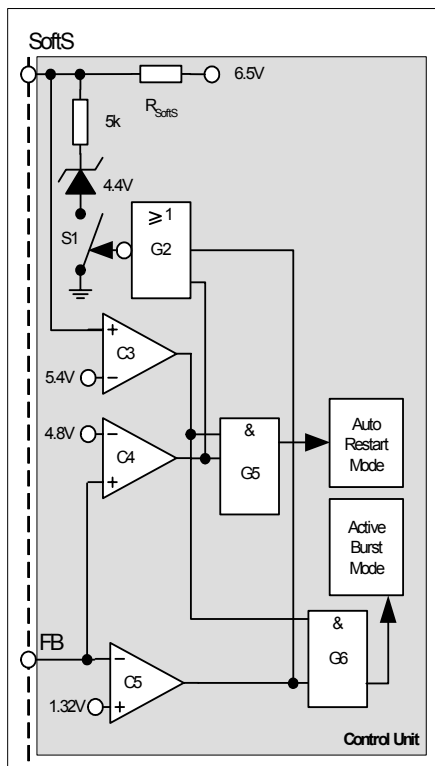 SoftS
6.5V
R SoftS
5k
4.4V
S1
≥ 1
G2
+
C3
5.4V
−
4.8V
−
C4
+
&
G5
Auto
Restart
Mode
Active
Burst
Mode
FB
−
C5
1.32V
+
&
G6
Control Unit